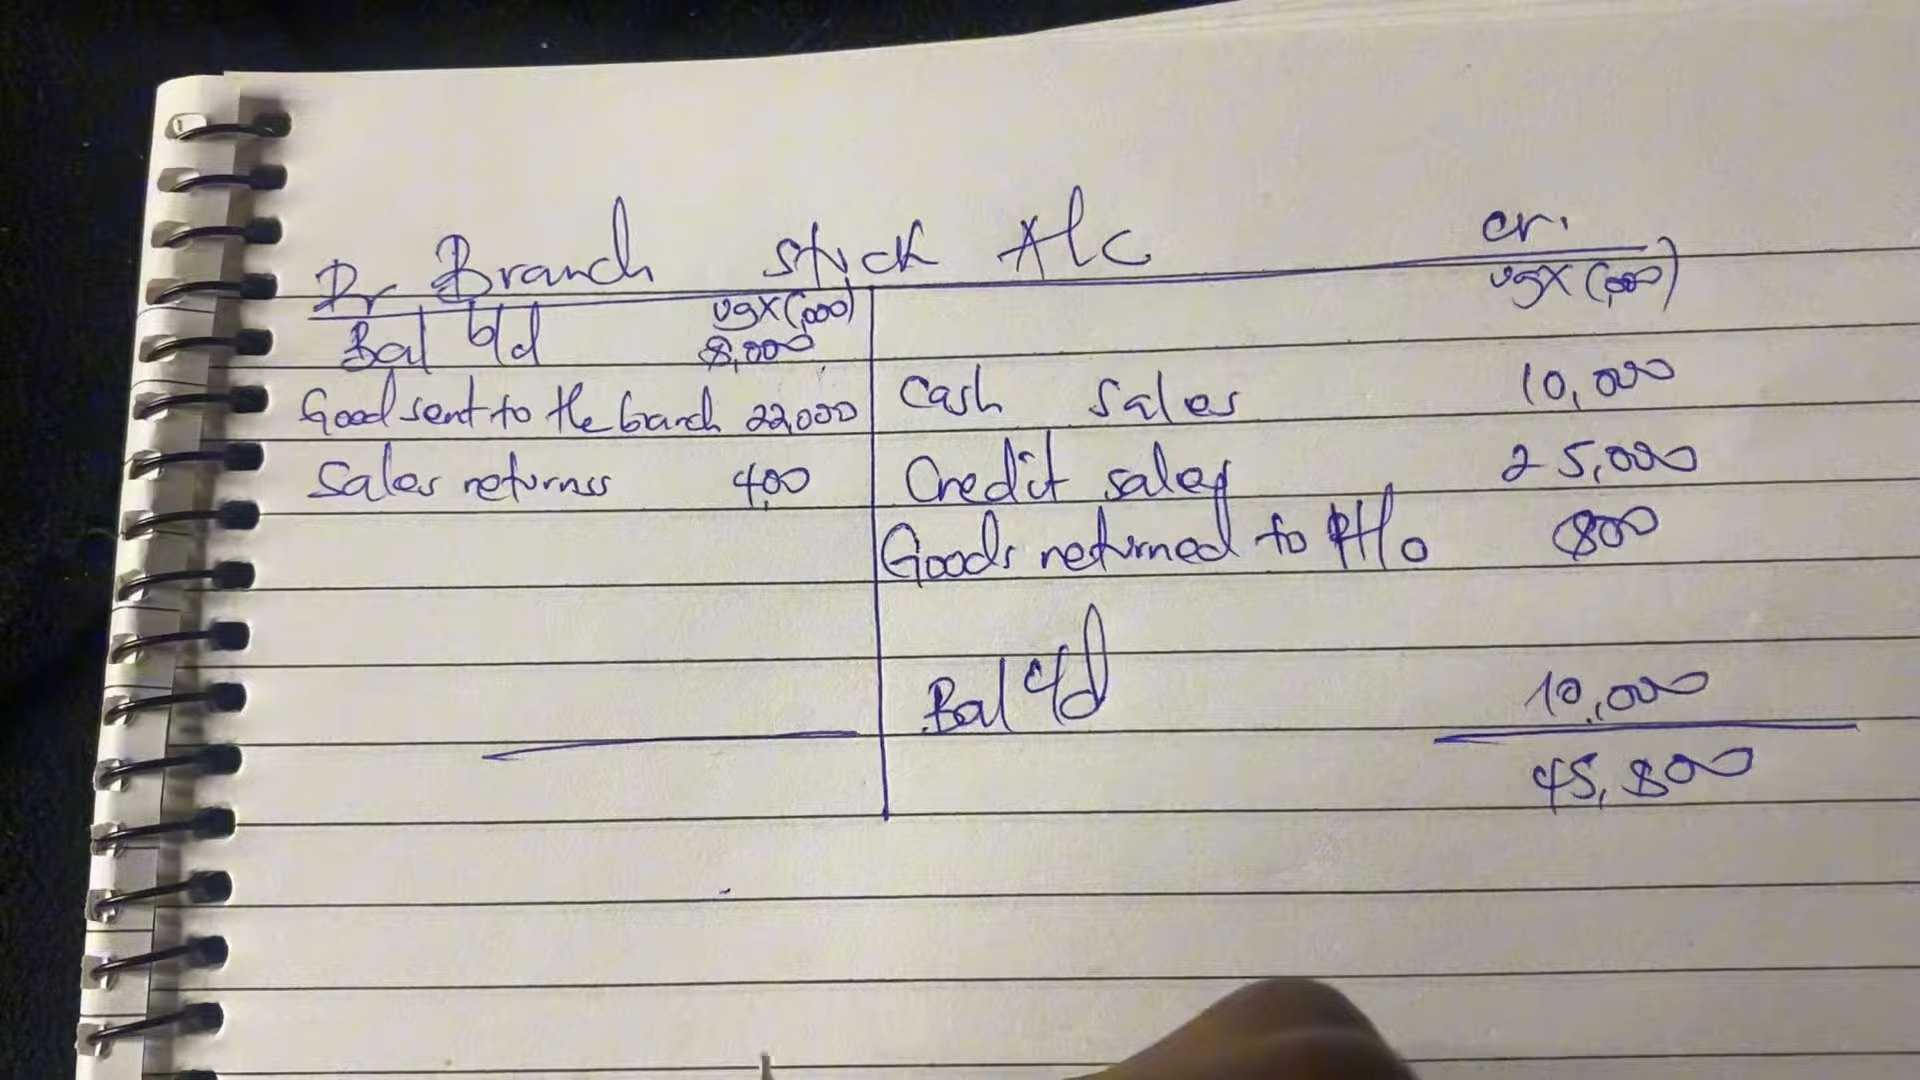 Dr Branch stock A/c cr.
ugx(,000) ugx(,000)
Bal b/d 8,000
Good sent to the barch 22,000 Cash sales 10,000
Sales returns 400 Credit sales 25,000
Goods returned to H/o 800
Bal c/d 10,000
45,800